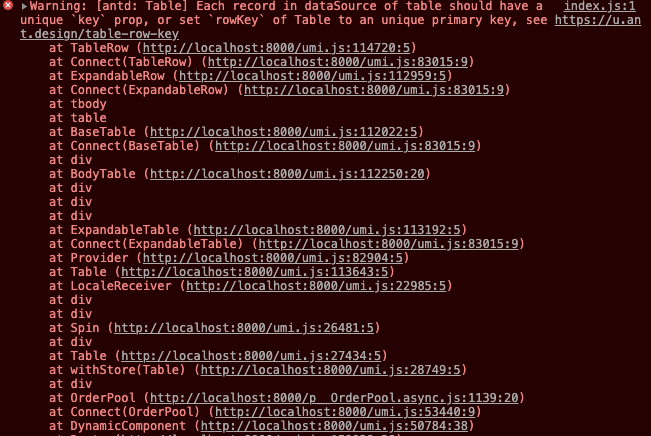 Warning: [antd: Table] Each record in dataSource of table should have a index.js:1
unique `key` prop, or set `rowKey` of Table to an unique primary key, see https://u.an
t.design/table-row-key
at TableRow (http://localhost:8000/umi.js:114720:5)
at Connect(TableRow) (http://localhost:8000/umi.js:83015:9)
at ExpandableRow (http://localhost:8000/umi.js:112959:5)
at Connect(ExpandableRow) (http://localhost:8000/umi.js:83015:9)
at tbody
at table
at BaseTable (http://localhost:8000/umi.js:112022:5)
at Connect(BaseTable) (http://localhost:8000/umi.js:83015:9)
at div
at BodyTable (http://localhost:8000/umi.js:112250:20)
at div
at div
at div
at ExpandableTable (http://localhost:8000/umi.js:113192:5)
at Connect(ExpandableTable) (http://localhost:8000/umi.js:83015:9)
at Provider (http://localhost:8000/umi.js:82904:5)
at Table (http://localhost:8000/umi.js:113643:5)
at LocaleReceiver (http://localhost:8000/umi.js:22985:5)
at div
at div
at Spin (http://localhost:8000/umi.js:26481:5)
at div
at Table (http://localhost:8000/umi.js:27434:5)
at withStore(Table) (http://localhost:8000/umi.js:28749:5)
at div
at OrderPool (http://localhost:8000/p__OrderPool.async.js:1139:20)
at Connect(OrderPool) (http://localhost:8000/umi.js:53440:9)
at DynamicComponent (http://localhost:8000/umi.js:50784:38)